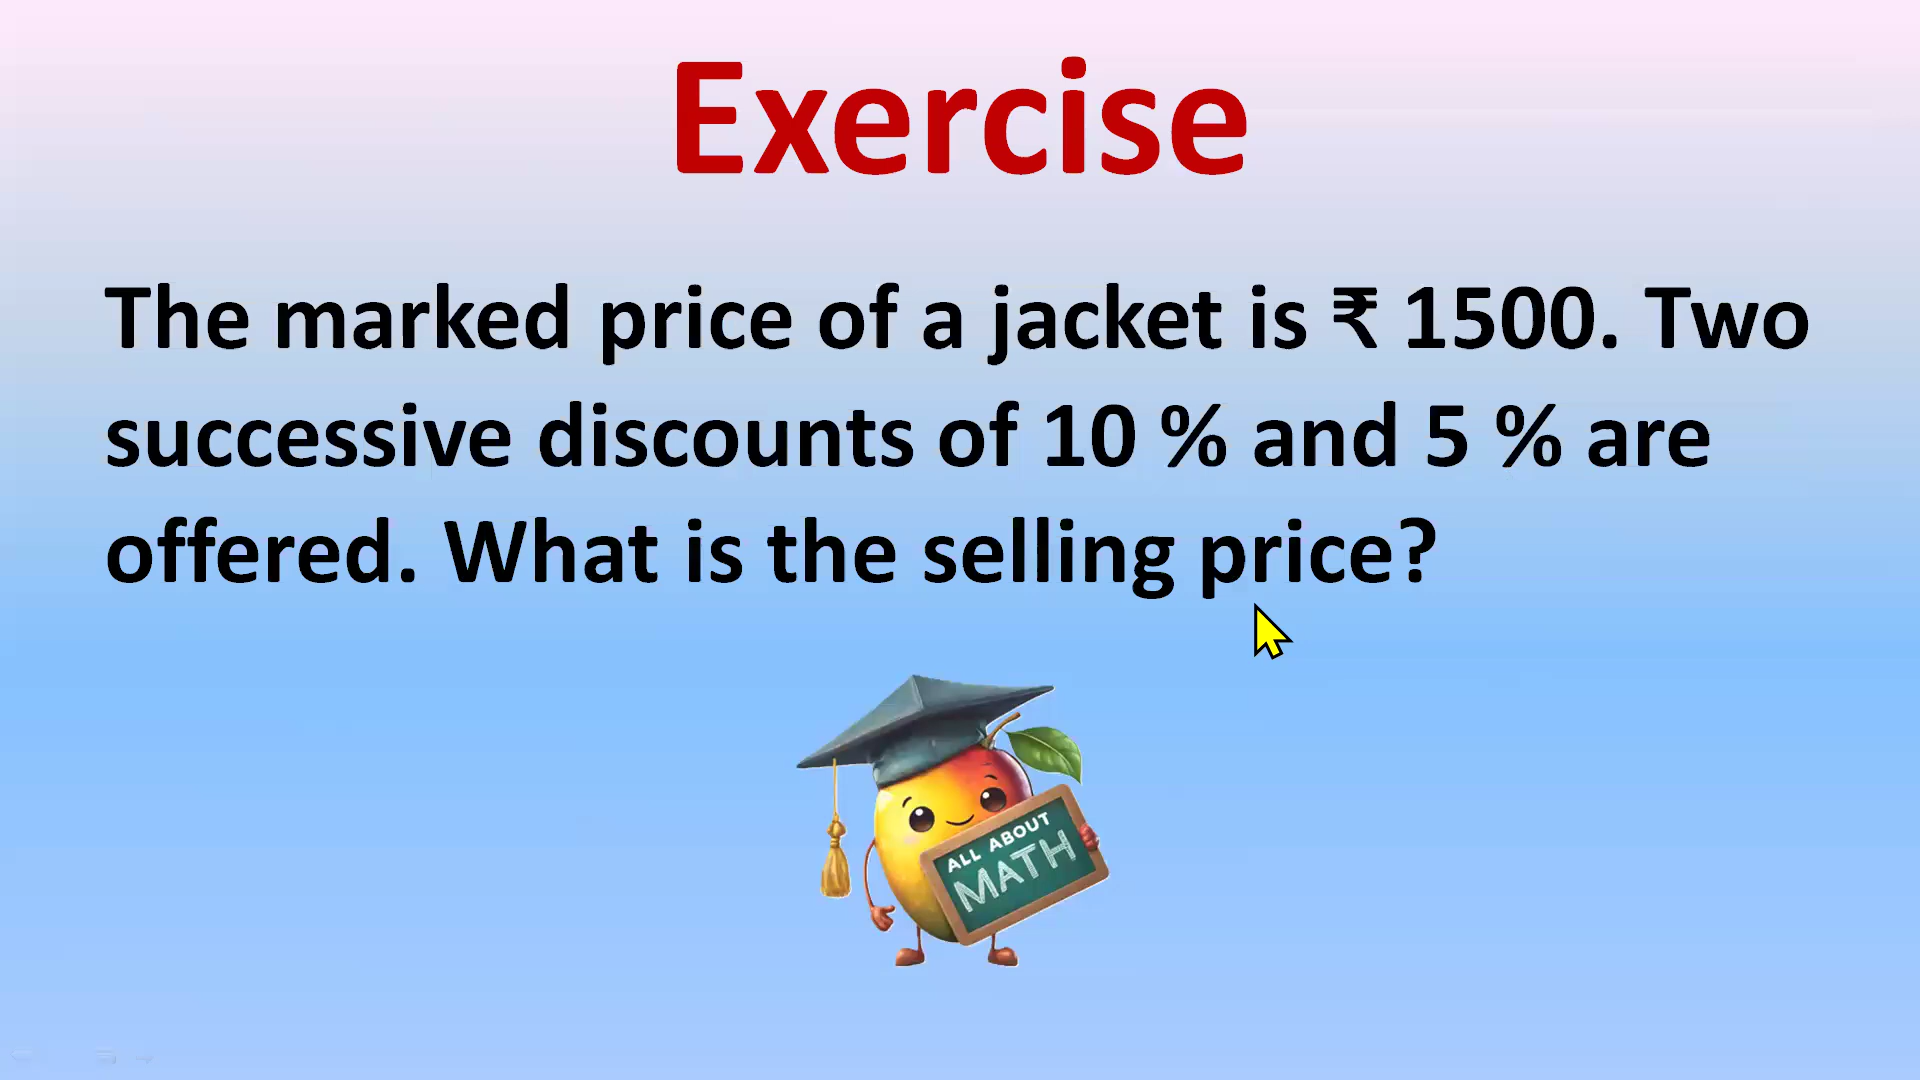 Exercise
The marked price of a jacket is ₹ 1500. Two
successive discounts of 10 % and 5 % are
offered. What is the selling price?
ALL ABOUT
MATH